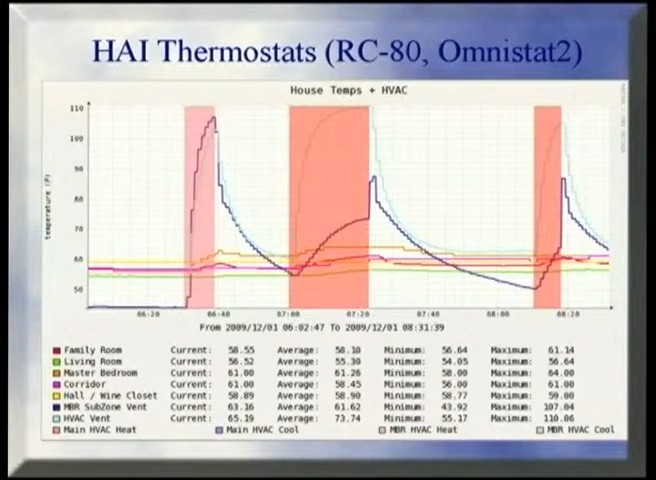 HAI Thermostats (RC-80, Omnistat2)
House Temps + HVAC
110
100
90
80
70
60
50
temperature (F)
06:20 06:40 07:00 07:20 07:40 08:00 08:20
From 2009/12/01 06:02:47 To 2009/12/01 08:31:39
Family Room Current: 58.55 Average: 58.10 Minimum: 56.64 Maximum: 61.14
Living Room Current: 56.52 Average: 55.30 Minimum: 54.05 Maximum: 56.64
Master Bedroom Current: 61.00 Average: 61.26 Minimum: 58.00 Maximum: 64.00
Corridor Current: 61.00 Average: 58.45 Minimum: 56.00 Maximum: 61.00
Hall / Wine Closet Current: 58.89 Average: 58.90 Minimum: 58.77 Maximum: 59.00
MBR SubZone Vent Current: 63.16 Average: 61.62 Minimum: 43.92 Maximum: 107.04
HVAC Vent Current: 65.19 Average: 73.74 Minimum: 55.17 Maximum: 110.06
Main HVAC Heat Main HVAC Cool MBR HVAC Heat MBR HVAC Cool